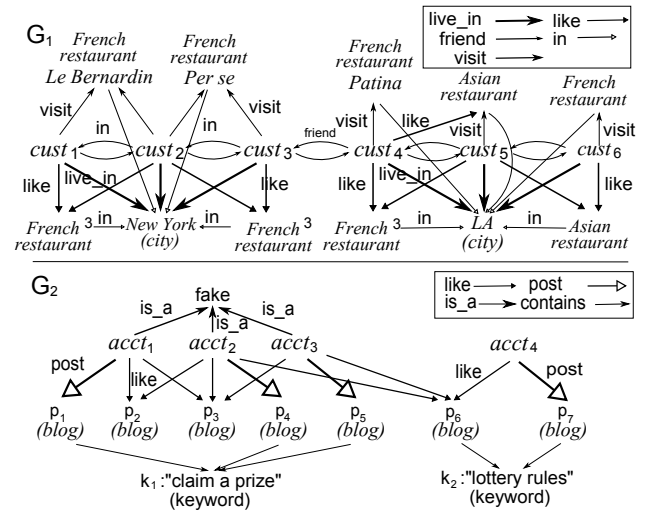 G1
live_in like
friend in
visit
French restaurant Le Bernardin
French restaurant Per se
French restaurant Patina
Asian restaurant
French restaurant
visit visit visit like visit visit
in in friend
cust1 cust2 cust3 cust4 cust5 cust6
like live_in like like live_in like
French restaurant 3 in New York (city) in French restaurant 3
French restaurant 3 in LA (city) in Asian restaurant
G2
like post
is_a contains
fake
is_a is_a is_a
acct1 acct2 acct3 acct4
post like like post
p1 p2 p3 p4 p5 p6 p7
(blog) (blog) (blog) (blog) (blog) (blog) (blog)
k1:"claim a prize" k2:"lottery rules"
(keyword) (keyword)